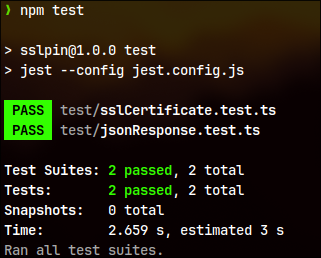 ❯ npm test
> sslpin@1.0.0 test
> jest --config jest.config.js
PASS test/sslCertificate.test.ts
PASS test/jsonResponse.test.ts
Test Suites: 2 passed, 2 total
Tests: 2 passed, 2 total
Snapshots: 0 total
Time: 2.659 s, estimated 3 s
Ran all test suites.